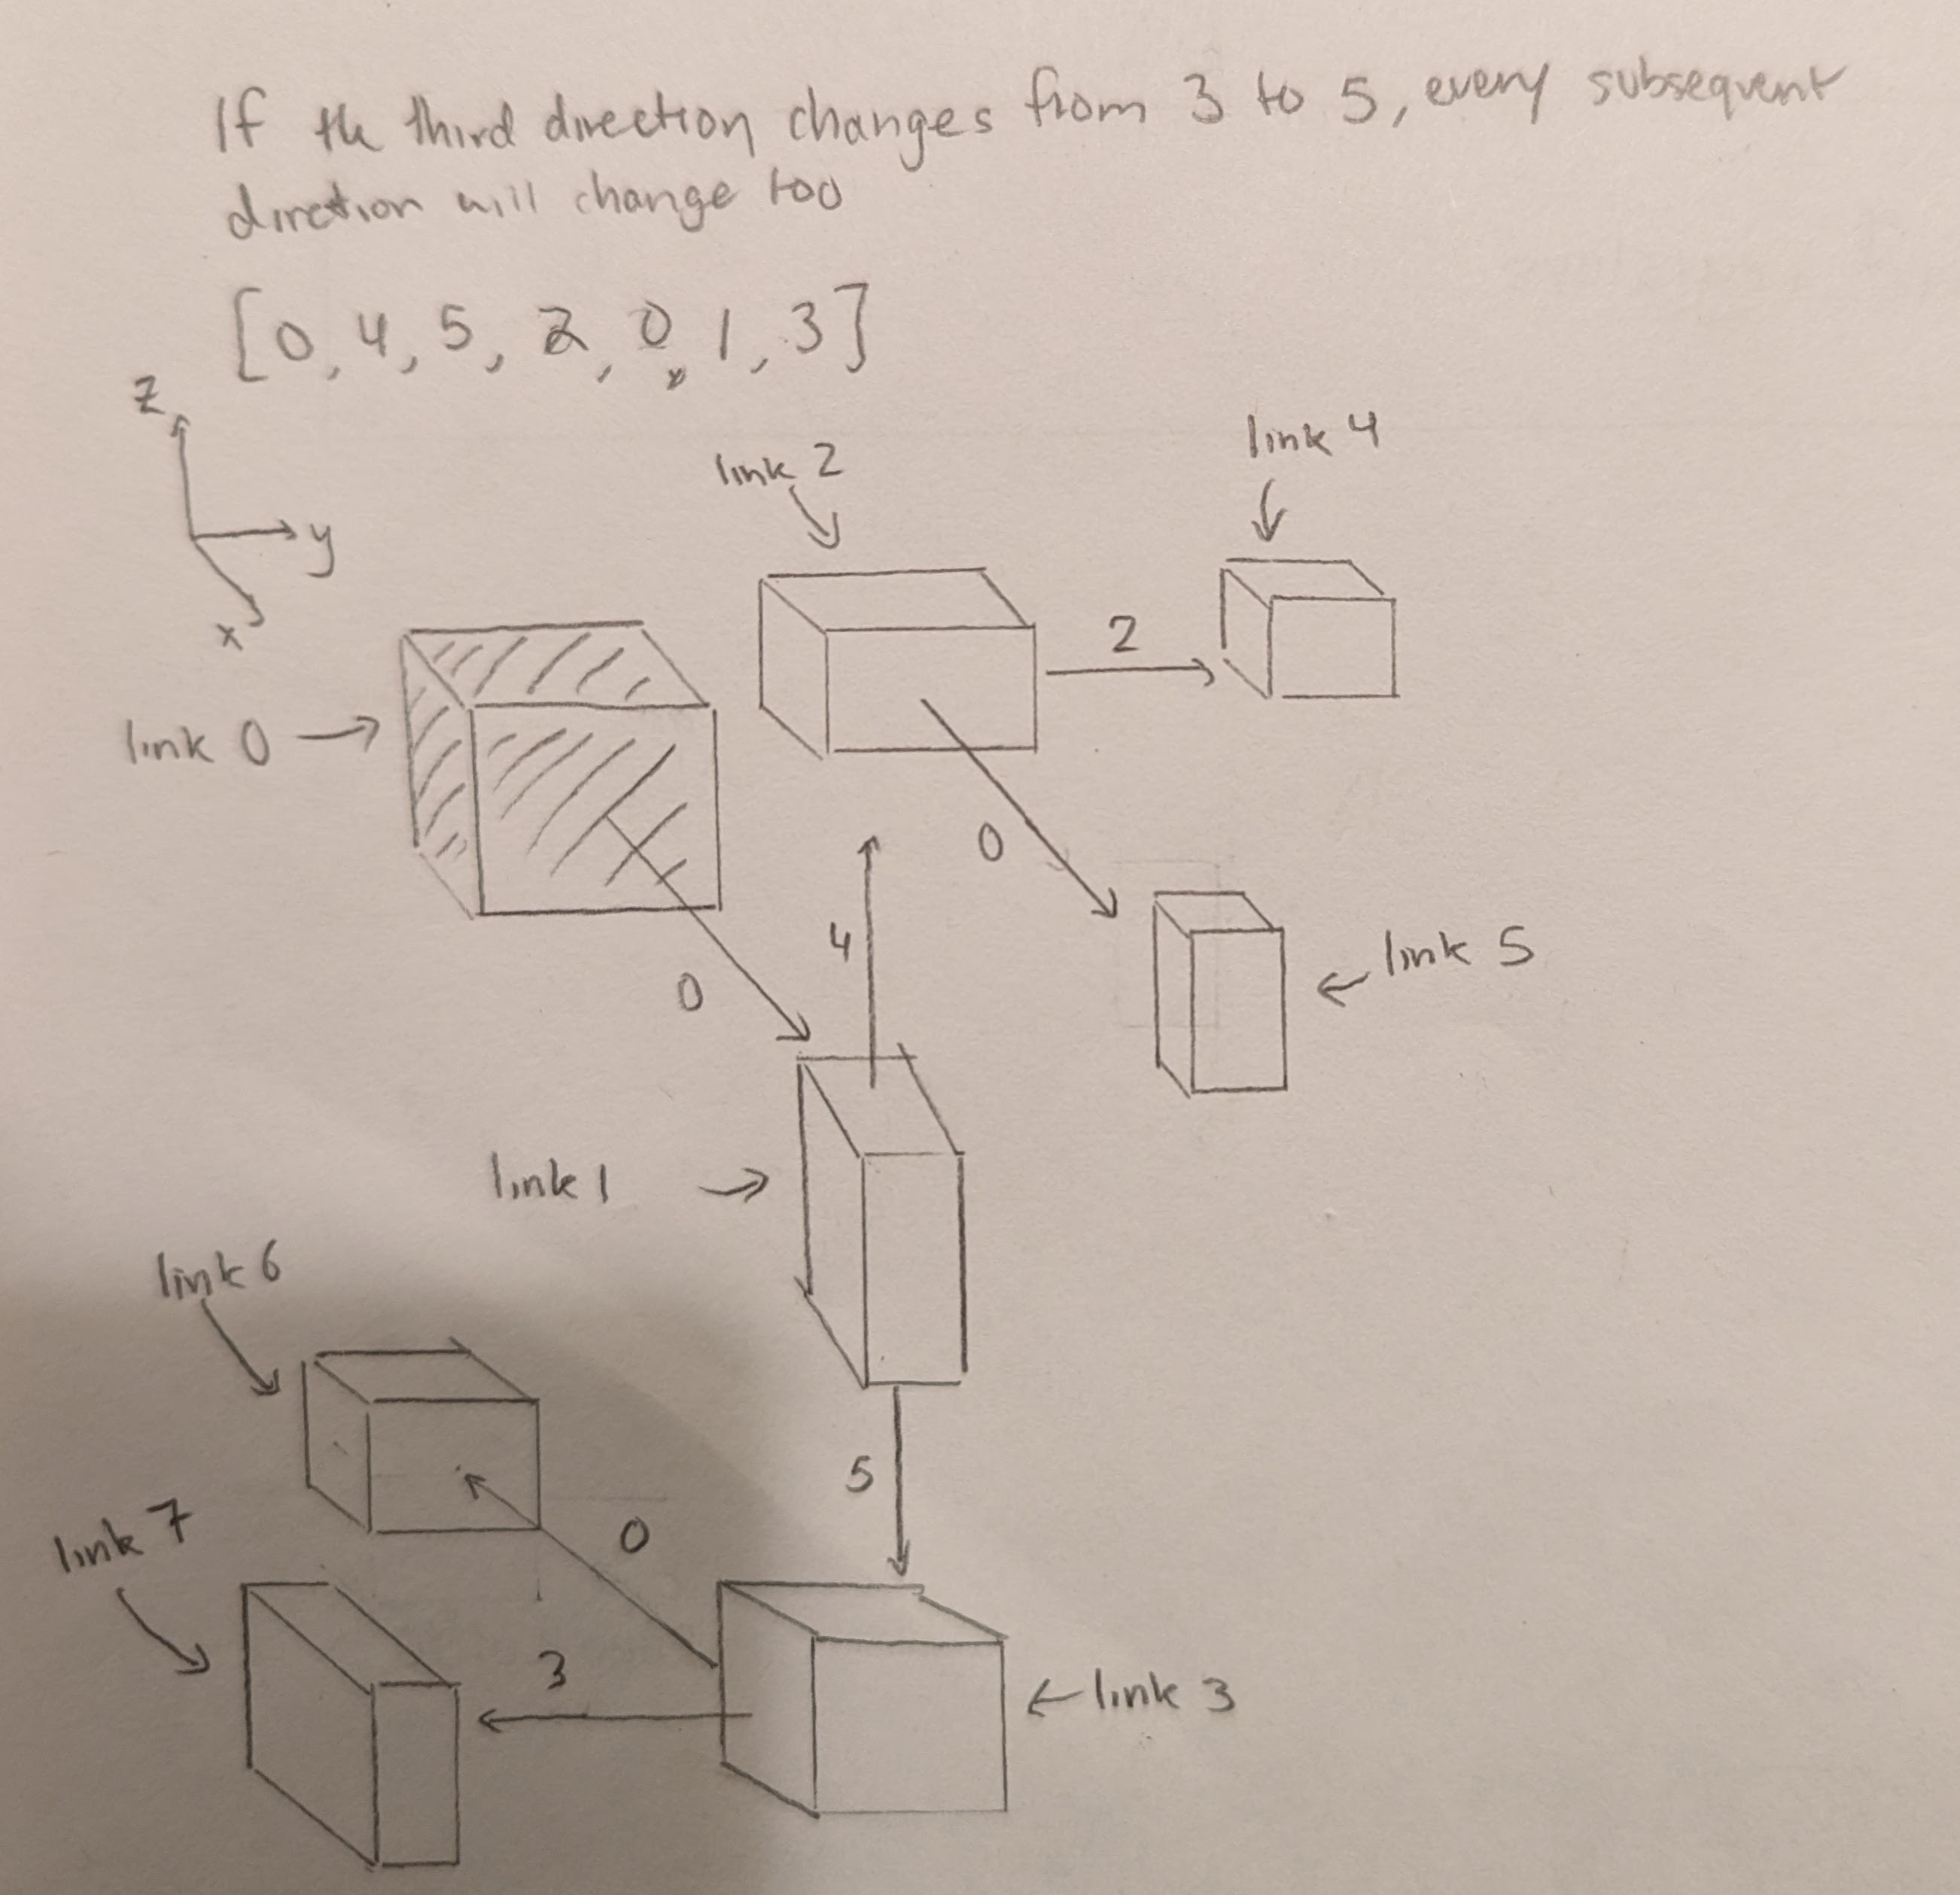 If the third direction changes from 3 to 5, every subsequent
direction will change too
[0, 4, 5, 2, 0, 1, 3]
z
y
x
link 2
link 4
2
link 0
0
4
link 5
0
link 1
link 6
5
link 7
0
3
link 3